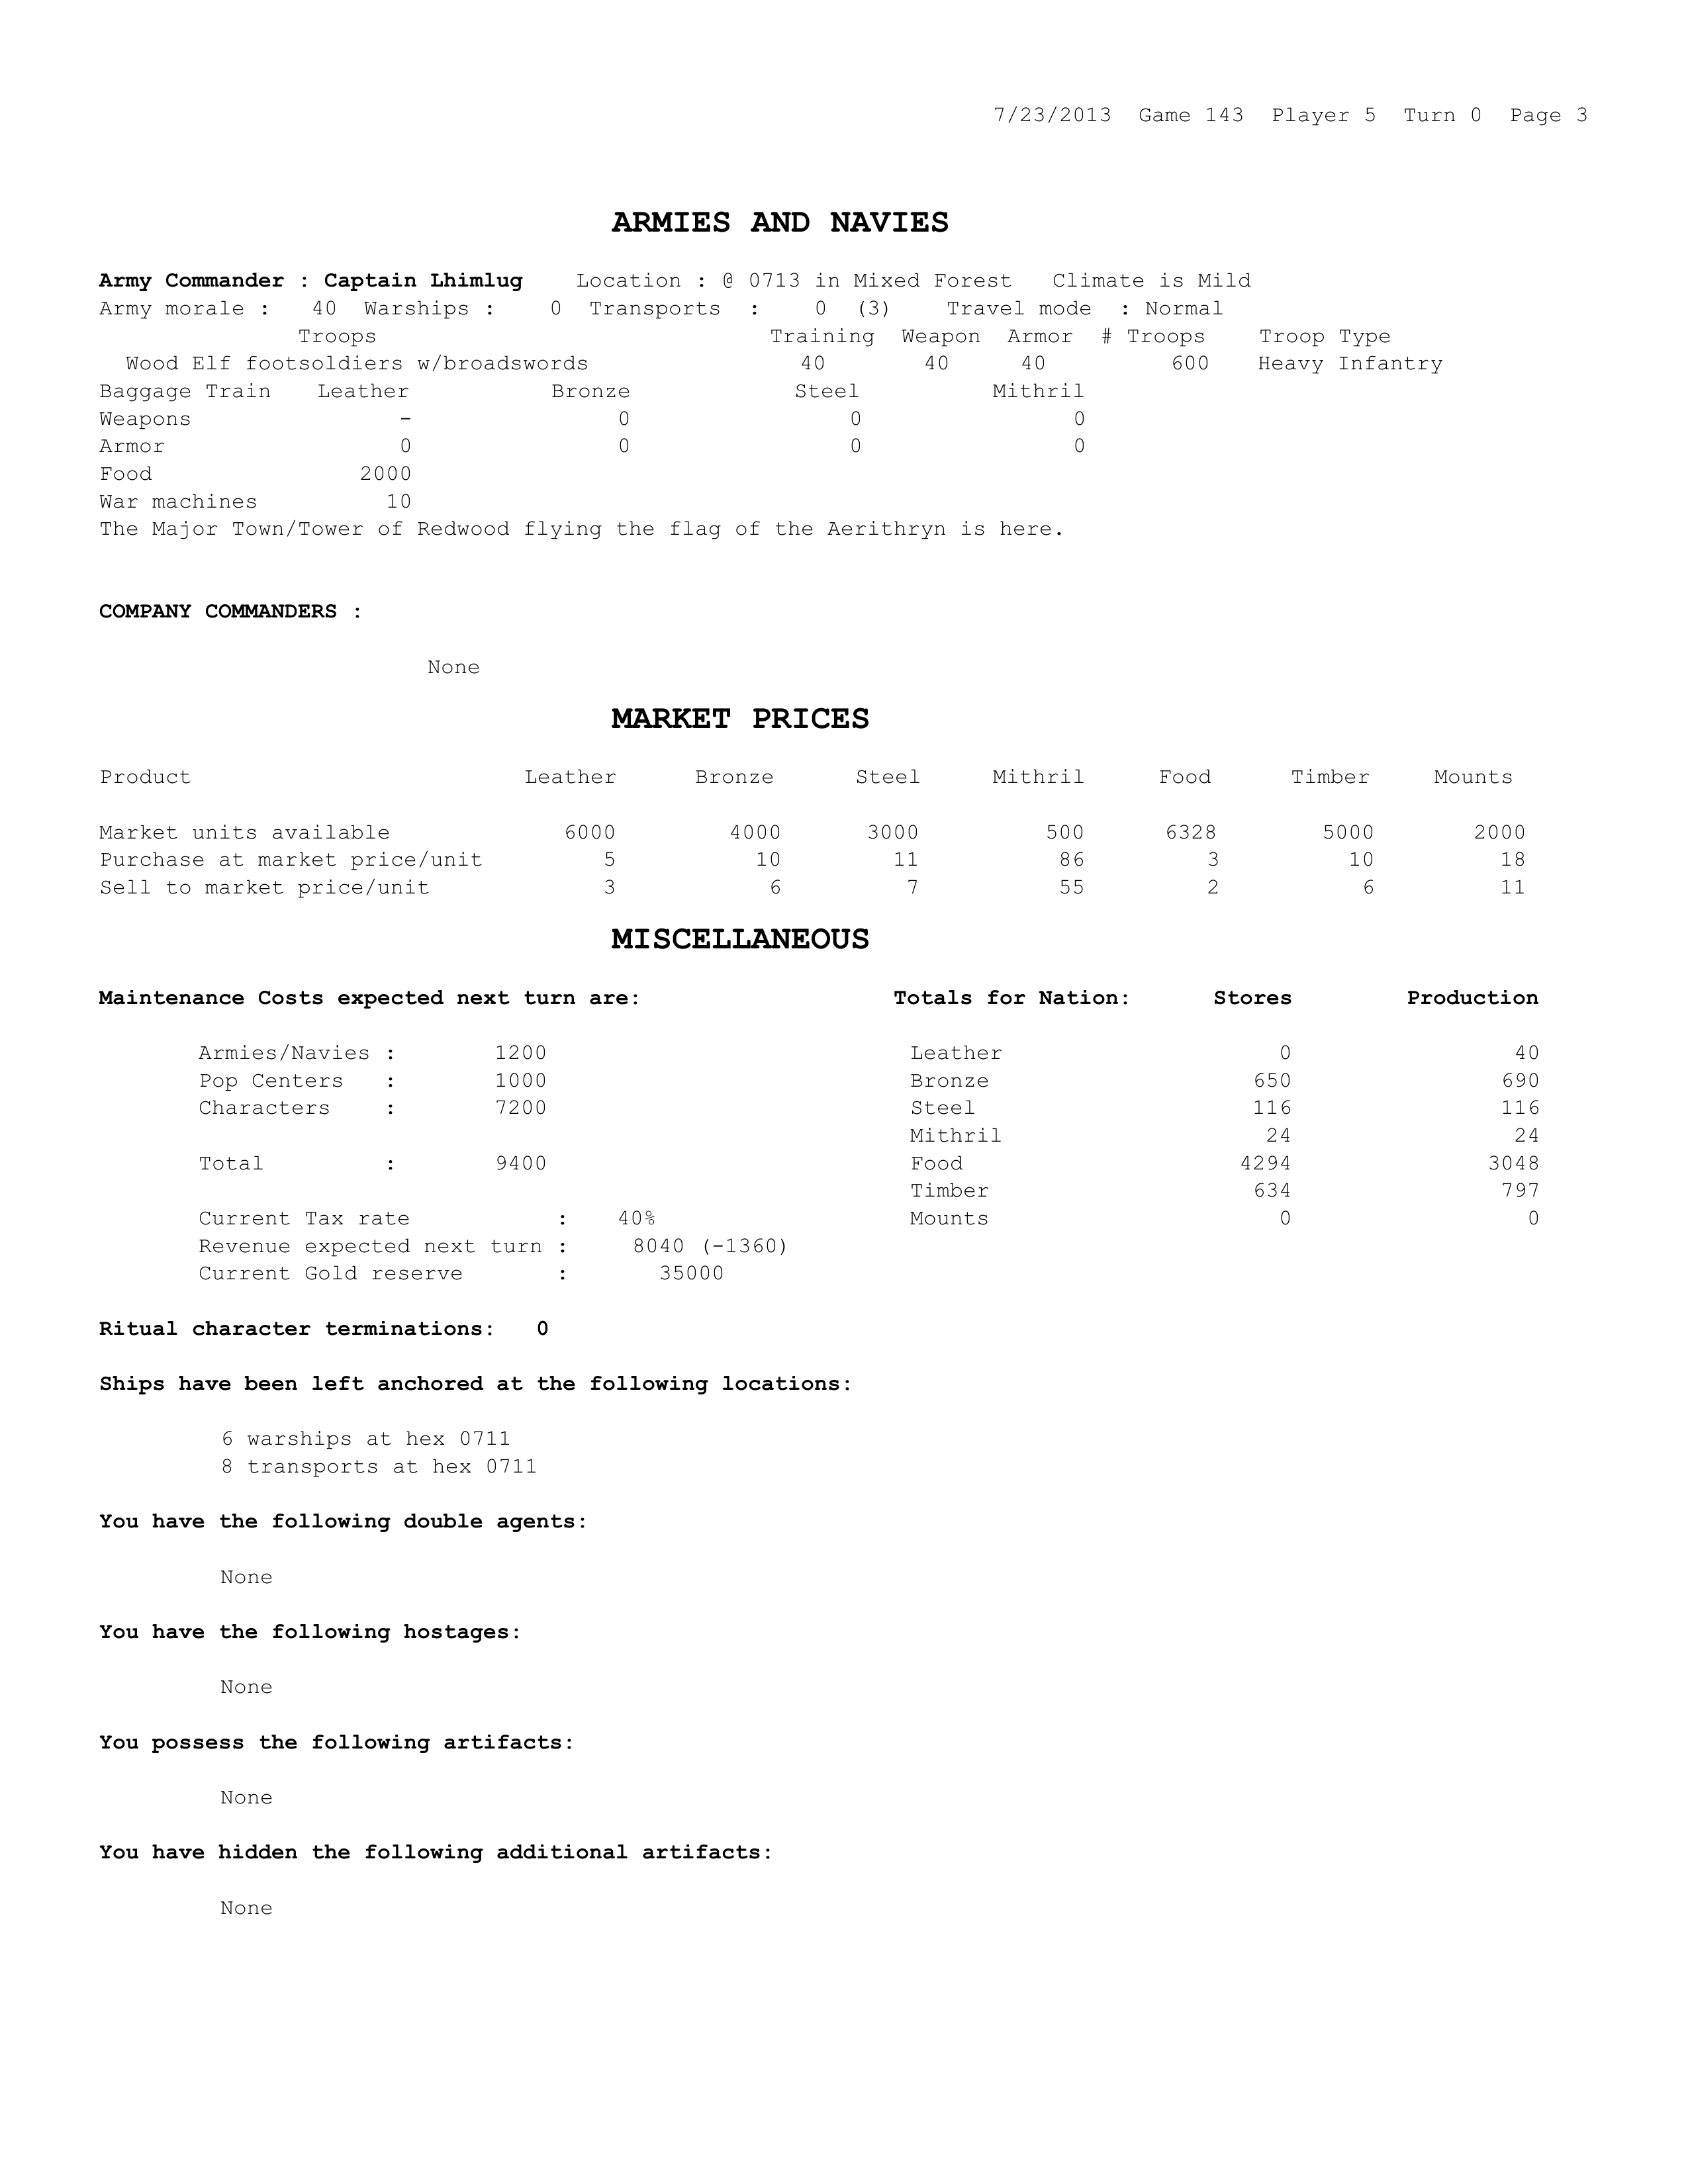 7/23/2013 Game 143 Player 5 Turn 0 Page 3
ARMIES AND NAVIES
Army Commander : Captain Lhimlug Location : @ 0713 in Mixed Forest Climate is Mild
Army morale : 40 Warships : 0 Transports : 0 (3) Travel mode : Normal
Troops Training Weapon Armor # Troops Troop Type
Wood Elf footsoldiers w/broadswords 40 40 40 600 Heavy Infantry
Baggage Train Leather Bronze Steel Mithril
Weapons - 0 0 0
Armor 0 0 0 0
Food 2000
War machines 10
The Major Town/Tower of Redwood flying the flag of the Aerithryn is here.
COMPANY COMMANDERS :
None
MARKET PRICES
Product Leather Bronze Steel Mithril Food Timber Mounts
Market units available 6000 4000 3000 500 6328 5000 2000
Purchase at market price/unit 5 10 11 86 3 10 18
Sell to market price/unit 3 6 7 55 2 6 11
MISCELLANEOUS
Maintenance Costs expected next turn are: Totals for Nation: Stores Production
Armies/Navies : 1200 Leather 0 40
Pop Centers : 1000 Bronze 650 690
Characters : 7200 Steel 116 116
Mithril 24 24
Total : 9400 Food 4294 3048
Timber 634 797
Current Tax rate : 40% Mounts 0 0
Revenue expected next turn : 8040 (-1360)
Current Gold reserve : 35000
Ritual character terminations: 0
Ships have been left anchored at the following locations:
6 warships at hex 0711
8 transports at hex 0711
You have the following double agents:
None
You have the following hostages:
None
You possess the following artifacts:
None
You have hidden the following additional artifacts:
None